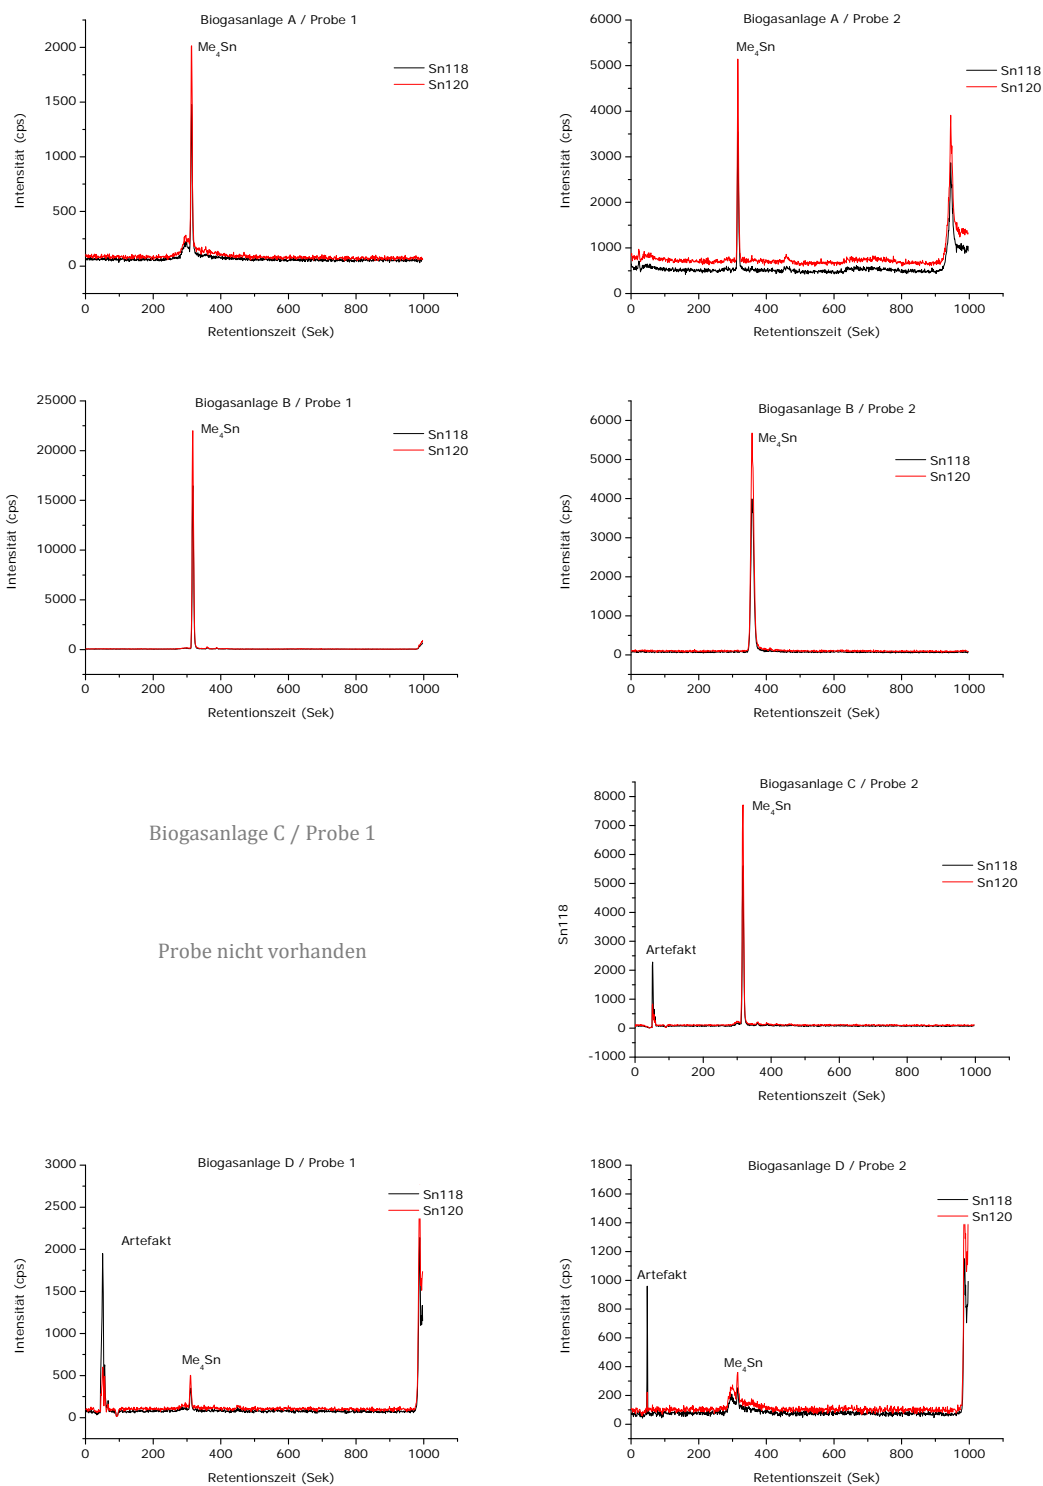 Biogasanlage A / Probe 1
Me4Sn
Sn118
Sn120
2000
1500
1000
500
0
Intensität (cps)
0 200 400 600 800 1000
Retentionszeit (Sek)
Biogasanlage A / Probe 2
Me4Sn
Sn118
Sn120
6000
5000
4000
3000
2000
1000
0
Intensität (cps)
0 200 400 600 800 1000
Retentionszeit (Sek)
Biogasanlage B / Probe 1
Me4Sn
Sn118
Sn120
25000
20000
15000
10000
5000
0
Intensität (cps)
0 200 400 600 800 1000
Retentionszeit (Sek)
Biogasanlage B / Probe 2
Me4Sn
Sn118
Sn120
6000
5000
4000
3000
2000
1000
0
Intensität (cps)
0 200 400 600 800 1000
Retentionszeit (Sek)
Biogasanlage C / Probe 1
Probe nicht vorhanden
Biogasanlage C / Probe 2
Me4Sn
Sn118
Sn120
Artefakt
8000
7000
6000
5000
4000
3000
2000
1000
0
-1000
Sn118
0 200 400 600 800 1000
Retentionszeit (Sek)
Biogasanlage D / Probe 1
Sn118
Sn120
Artefakt
Me4Sn
3000
2500
2000
1500
1000
500
0
Intensität (cps)
0 200 400 600 800 1000
Retentionszeit (Sek)
Biogasanlage D / Probe 2
Sn118
Sn120
Artefakt
Me4Sn
1800
1600
1400
1200
1000
800
600
400
200
0
Intensität (cps)
0 200 400 600 800 1000
Retentionszeit (Sek)